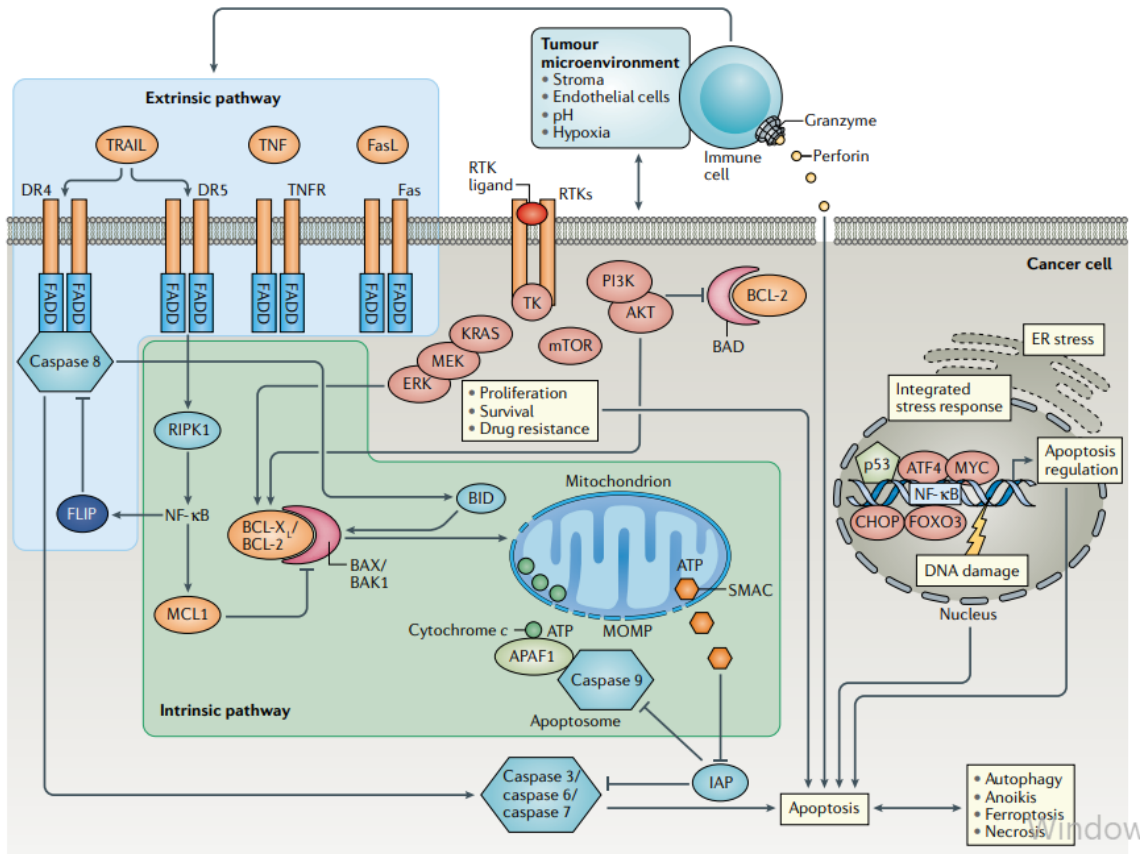 Tumour
microenvironment
• Stroma
• Endothelial cells
• pH
• Hypoxia
Immune
cell
Granzyme
Perforin
Extrinsic pathway
TRAIL
TNF
FasL
DR4
DR5
TNFR
Fas
RTK
ligand
RTKs
FADD
FADD
FADD
FADD
FADD
FADD
FADD
FADD
TK
PI3K
AKT
BCL-2
BAD
Cancer cell
Caspase 8
KRAS
MEK
ERK
mTOR
• Proliferation
• Survival
• Drug resistance
ER stress
Integrated
stress response
p53
ATF4
MYC
NF-κB
CHOP
FOXO3
Apoptosis
regulation
DNA damage
Nucleus
RIPK1
FLIP
NF-κB
MCL1
BCL-XL/
BCL-2
BAX/
BAK1
BID
Mitochondrion
ATP
SMAC
MOMP
Cytochrome c
ATP
APAF1
Caspase 9
Apoptosome
Intrinsic pathway
Caspase 3/
caspase 6/
caspase 7
IAP
Apoptosis
• Autophagy
• Anoikis
• Ferroptosis
• Necrosis
Window